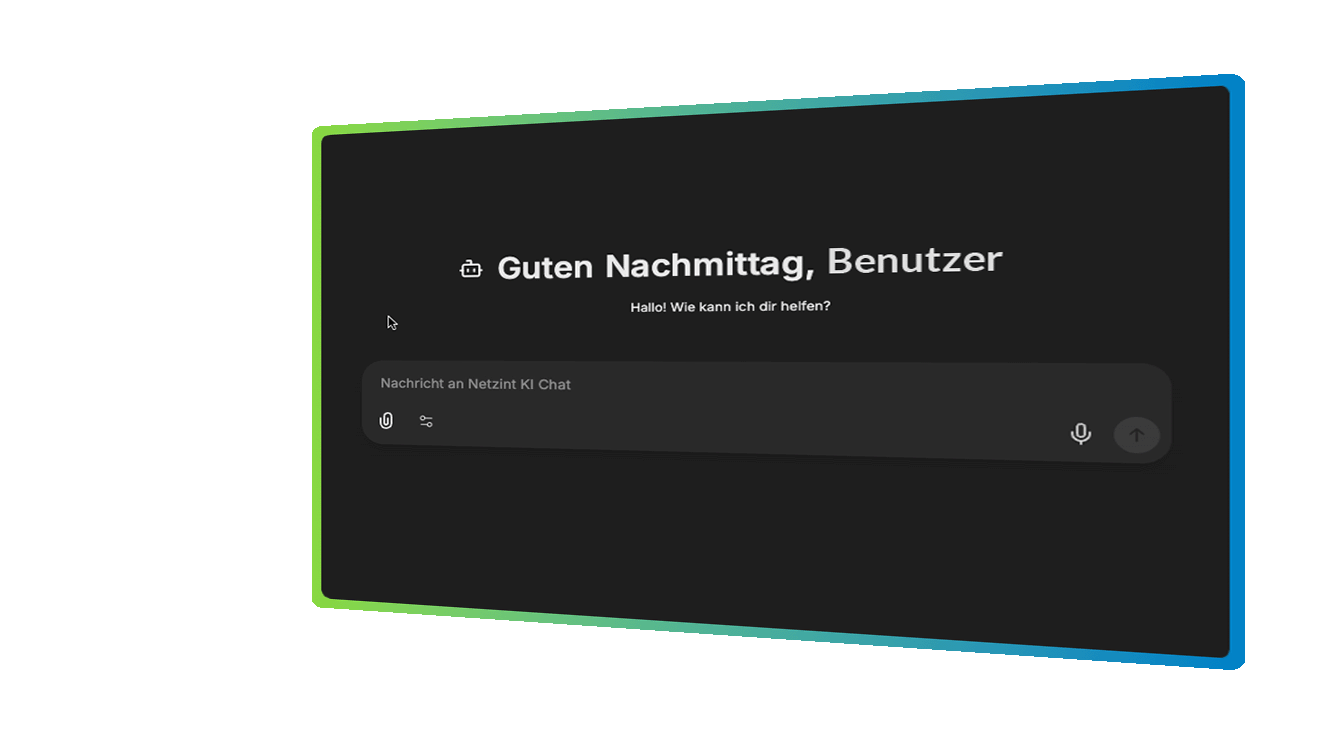 Guten Nachmittag, Benutzer
Hallo! Wie kann ich dir helfen?
Nachricht an Netzint KI Chat